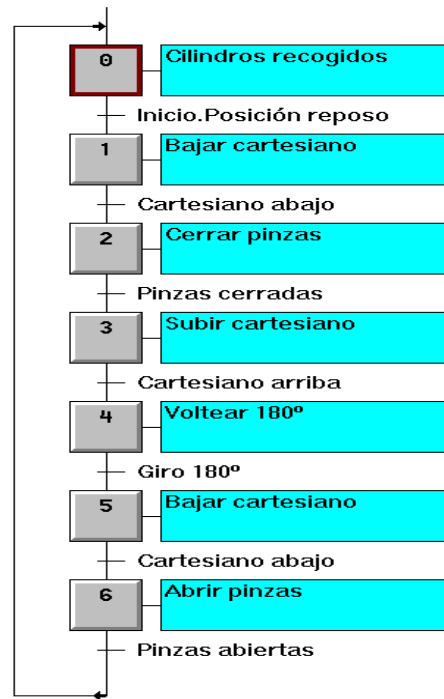 0
Cilindros recogidos
Inicio.Posición reposo
1
Bajar cartesiano
Cartesiano abajo
2
Cerrar pinzas
Pinzas cerradas
3
Subir cartesiano
Cartesiano arriba
4
Voltear 180º
Giro 180º
5
Bajar cartesiano
Cartesiano abajo
6
Abrir pinzas
Pinzas abiertas